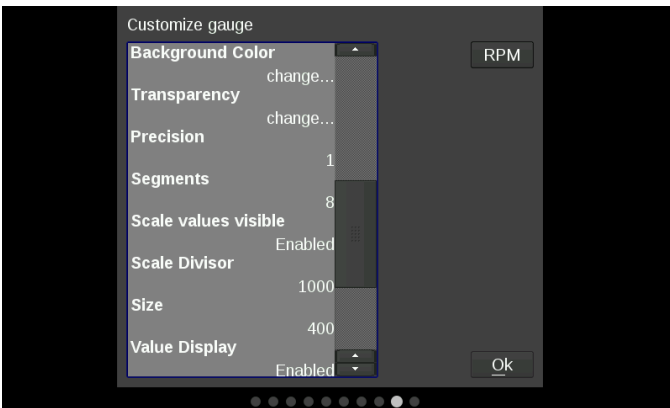 Customize gauge
Background Color
RPM
change...
Transparency
change...
Precision
1
Segments
8
Scale values visible
Enabled
Scale Divisor
1000
Size
400
Value Display
Enabled
Ok